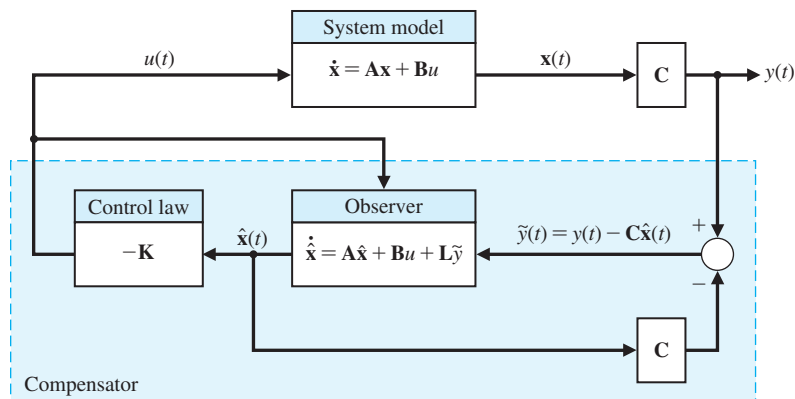 System model
u(t)
ẋ = Ax + Bu
x(t)
C
y(t)
Control law
−K
x̂(t)
Observer
x̂̇ = Ax̂ + Bu + Lỹ
ỹ(t) = y(t) − Cx̂(t)
+
−
C
Compensator